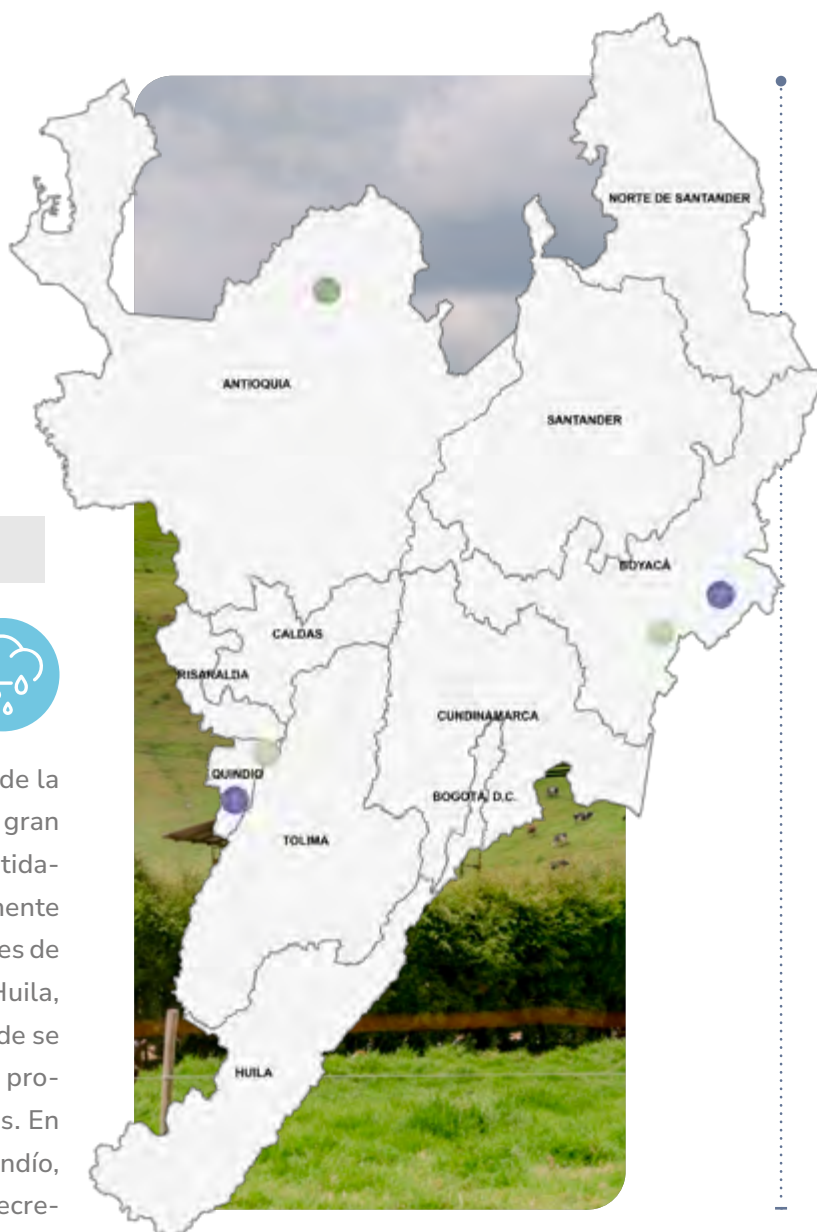 NORTE DE SANTANDER
ANTIOQUIA
SANTANDER
BOYACÁ
CALDAS
RISARALDA
CUNDINAMARCA
QUINDIO
BOGOTÁ, D.C.
TOLIMA
HUILA
de la
gran
tida-
mente
es de
Huila,
de se
pro-
s. En
ndío,
ecre-